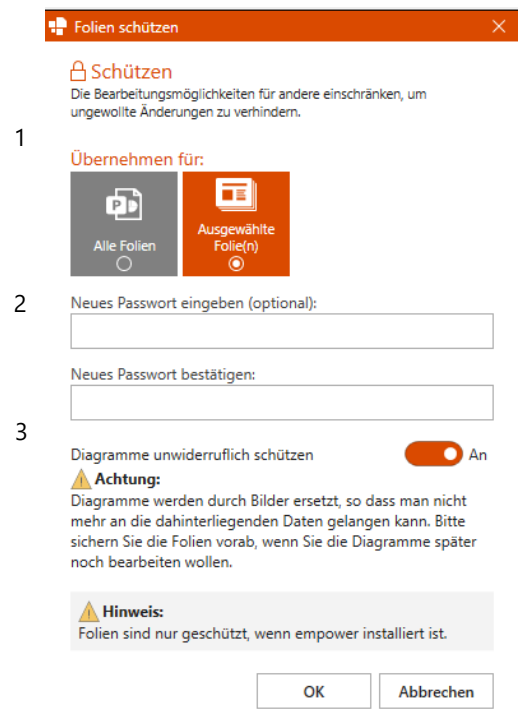 Folien schützen
Schützen
Die Bearbeitungsmöglichkeiten für andere einschränken, um
ungewollte Änderungen zu verhindern.
1
Übernehmen für:
Alle Folien
Ausgewählte
Folie(n)
2
Neues Passwort eingeben (optional):
Neues Passwort bestätigen:
3
Diagramme unwiderruflich schützen
An
Achtung:
Diagramme werden durch Bilder ersetzt, so dass man nicht
mehr an die dahinterliegenden Daten gelangen kann. Bitte
sichern Sie die Folien vorab, wenn Sie die Diagramme später
noch bearbeiten wollen.
Hinweis:
Folien sind nur geschützt, wenn empower installiert ist.
OK
Abbrechen